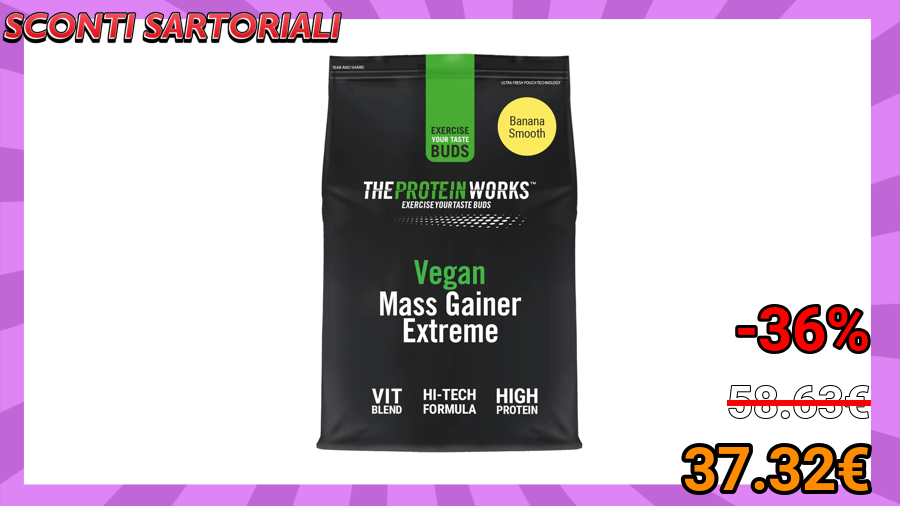 SCONTI SARTORIALI
TEAR AND SHARE!
ULTRA FRESH POUCH TECHNOLOGY
EXERCISE
YOUR TASTE
BUDS
Banana
Smooth
THE PROTEIN WORKS™
EXERCISE YOUR TASTE BUDS
Vegan
Mass Gainer
Extreme
VIT
BLEND
HI-TECH
FORMULA
HIGH
PROTEIN
-36%
58.63€
37.32€